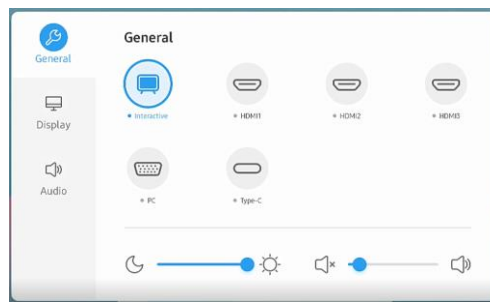 General
General
Display
Audio
Interactive
HDMI1
HDMI2
HDMI3
PC
Type-C